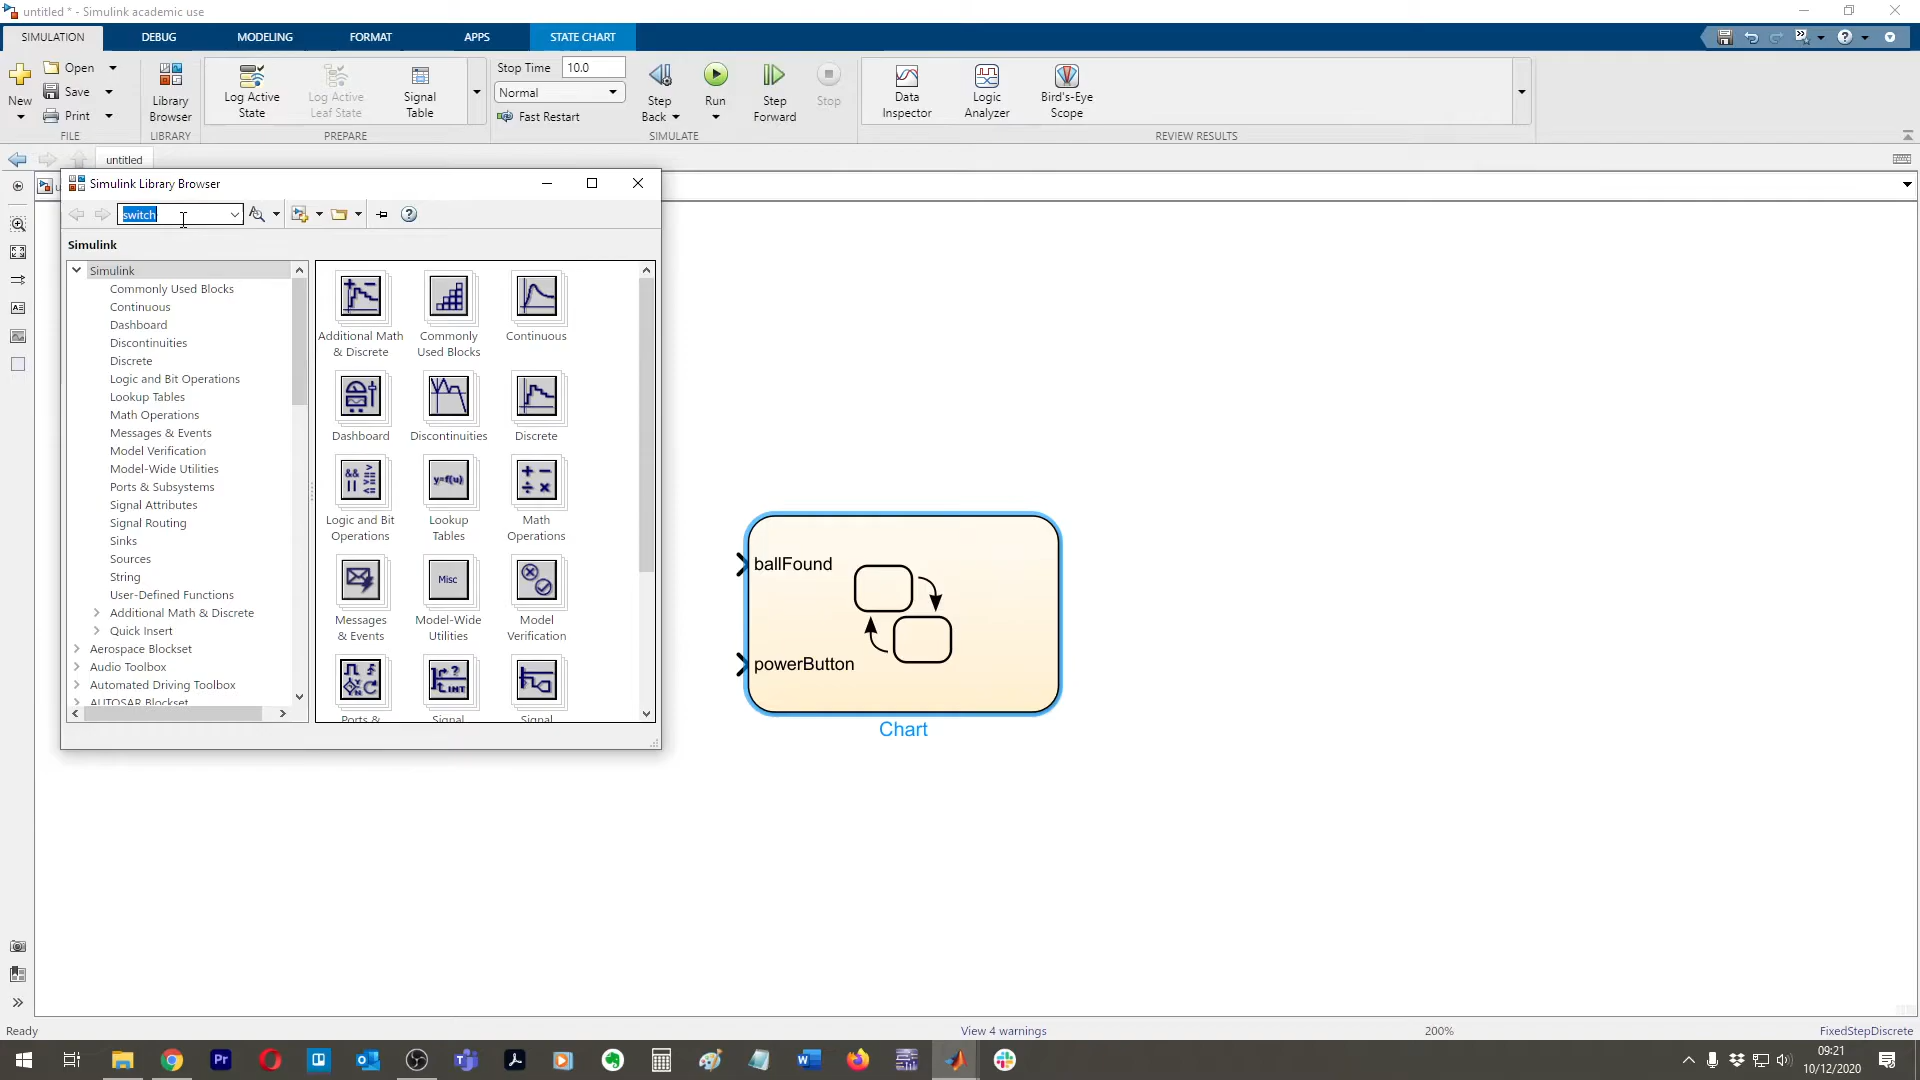 untitled * - Simulink academic use
SIMULATION
DEBUG
MODELING
FORMAT
APPS
STATE CHART
New
Open
Save
Print
FILE
Library
Browser
LIBRARY
Log Active
State
Log Active
Leaf State
Signal
Table
PREPARE
Stop Time
10.0
Normal
Fast Restart
Step
Back
Run
Step
Forward
Stop
SIMULATE
Data
Inspector
Logic
Analyzer
Bird's-Eye
Scope
REVIEW RESULTS
untitled
Simulink Library Browser
switch
Simulink
Simulink
Commonly Used Blocks
Continuous
Dashboard
Discontinuities
Discrete
Logic and Bit Operations
Lookup Tables
Math Operations
Messages & Events
Model Verification
Model-Wide Utilities
Ports & Subsystems
Signal Attributes
Signal Routing
Sinks
Sources
String
User-Defined Functions
Additional Math & Discrete
Quick Insert
Aerospace Blockset
Audio Toolbox
Automated Driving Toolbox
AUTOSAR Blockset
Additional Math
& Discrete
Commonly
Used Blocks
Continuous
Dashboard
Discontinuities
Discrete
Logic and Bit
Operations
y=f(u)
Lookup
Tables
Math
Operations
Messages
& Events
Misc
Model-Wide
Utilities
Model
Verification
Ports &
Signal
Signal
ballFound
powerButton
Chart
Ready
View 4 warnings
200%
FixedStepDiscrete
09:21
10/12/2020